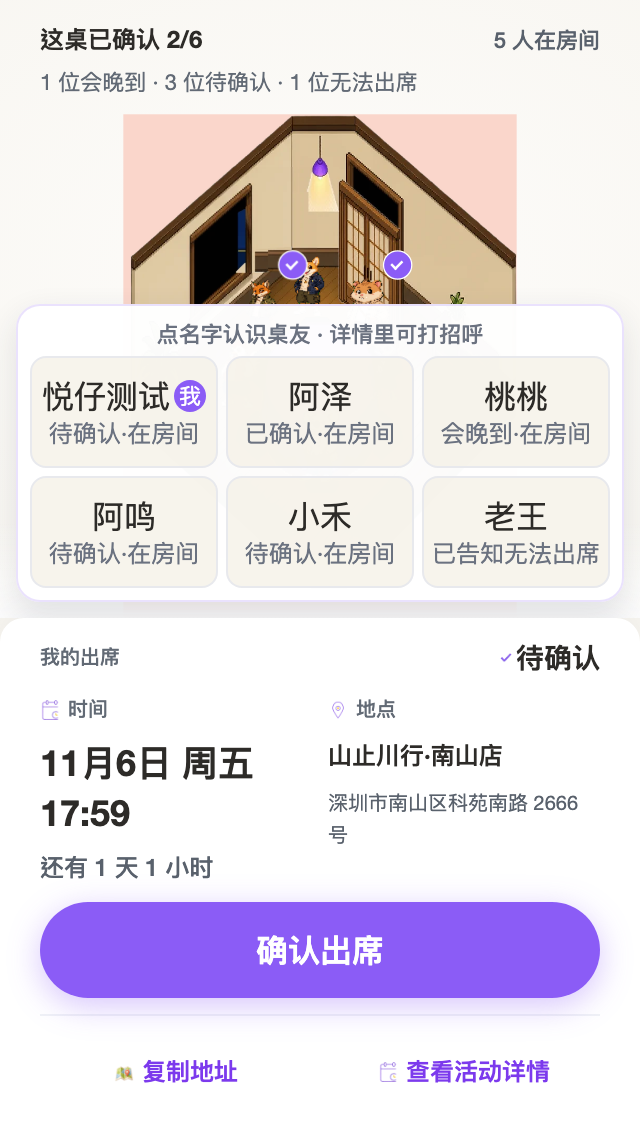 这桌已确认 2/6
5 人在房间
1 位会晚到 · 3 位待确认 · 1 位无法出席
点名字认识桌友 · 详情里可打招呼
悦仔测试 我
待确认·在房间
阿泽
已确认·在房间
桃桃
会晚到·在房间
阿鸣
待确认·在房间
小禾
待确认·在房间
老王
已告知无法出席
我的出席
待确认
时间
11月6日 周五
17:59
还有 1 天 1 小时
地点
山止川行·南山店
深圳市南山区科苑南路 2666
号
确认出席
复制地址
查看活动详情